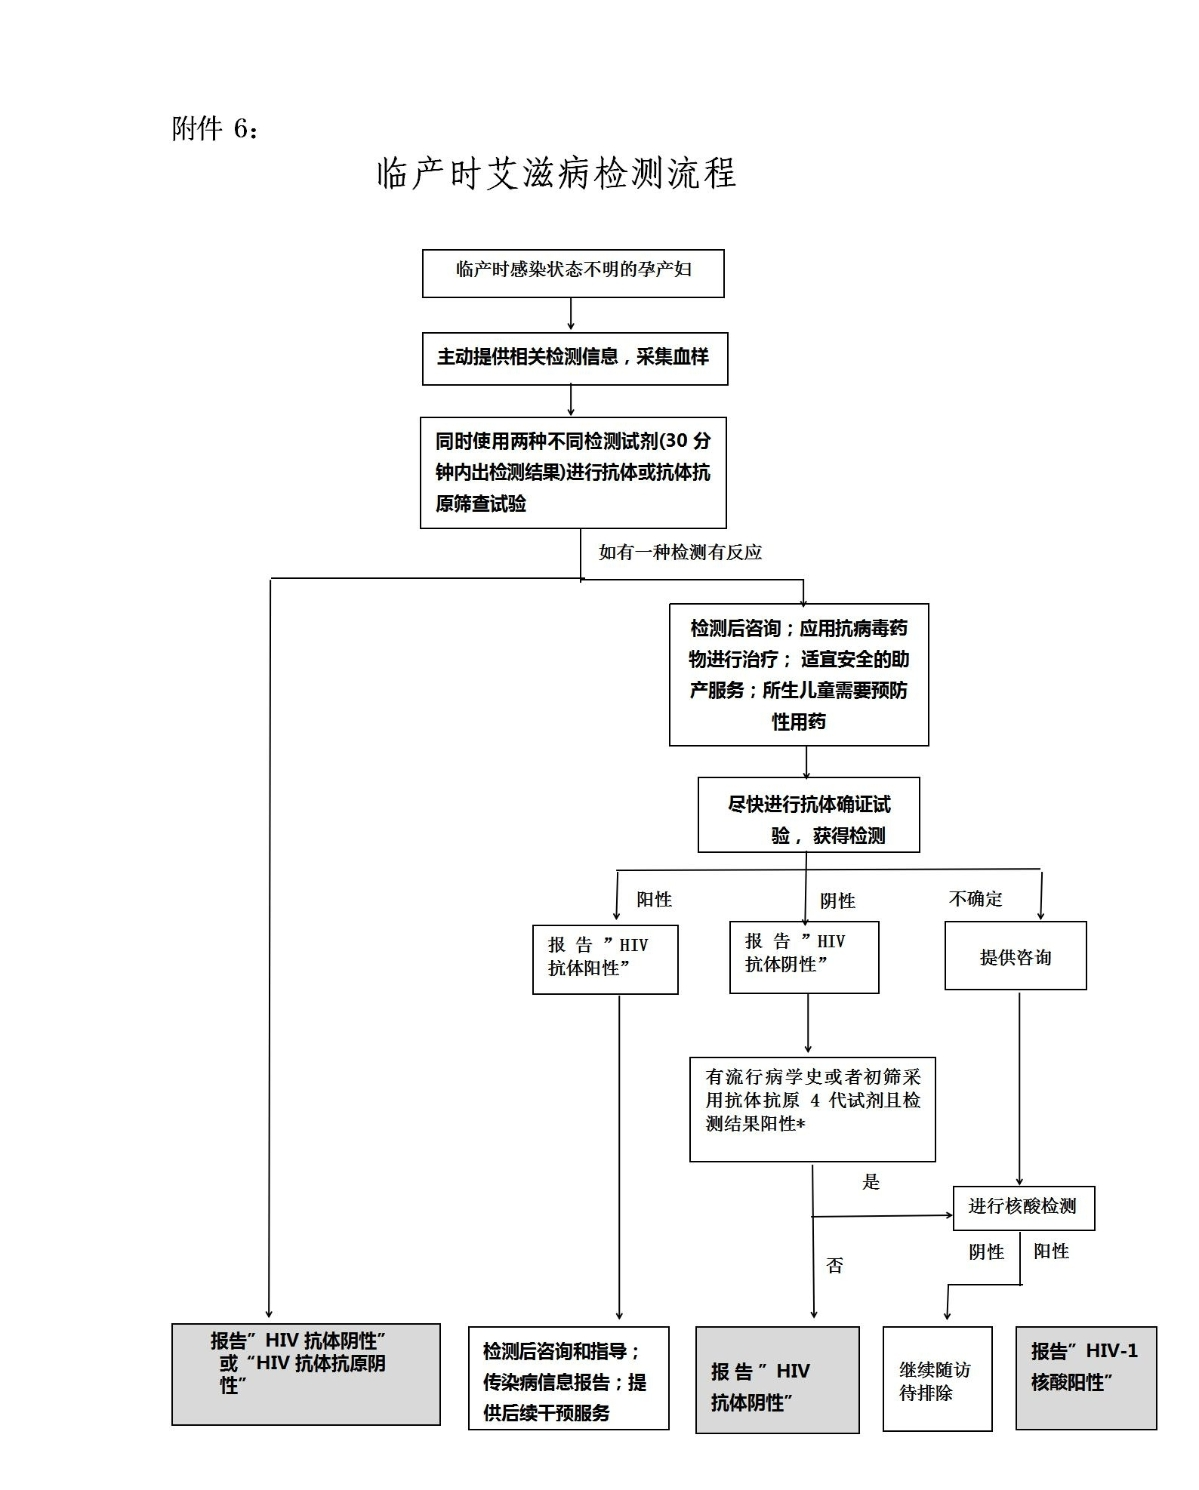 附件 6：
临产时艾滋病检测流程
临产时感染状态不明的孕产妇
主动提供相关检测信息，采集血样
同时使用两种不同检测试剂(30 分
钟内出检测结果)进行抗体或抗体抗
原筛查试验
如有一种检测有反应
检测后咨询；应用抗病毒药
物进行治疗； 适宜安全的助
产服务；所生儿童需要预防
性用药
尽快进行抗体确证试
验， 获得检测
阳性
阴性
不确定
报 告 ”HIV
抗体阳性”
报 告 ”HIV
抗体阴性”
提供咨询
有流行病学史或者初筛采
用抗体抗原 4 代试剂且检
测结果阳性*
是
进行核酸检测
阴性
阳性
否
报告” HIV 抗体阴性”
或 “HIV 抗体抗原阴
性”
检测后咨询和指导；
传染病信息报告；提
供后续干预服务
报 告 ” HIV
抗体阴性”
继续随访
待排除
报告” HIV-1
核酸阳性”